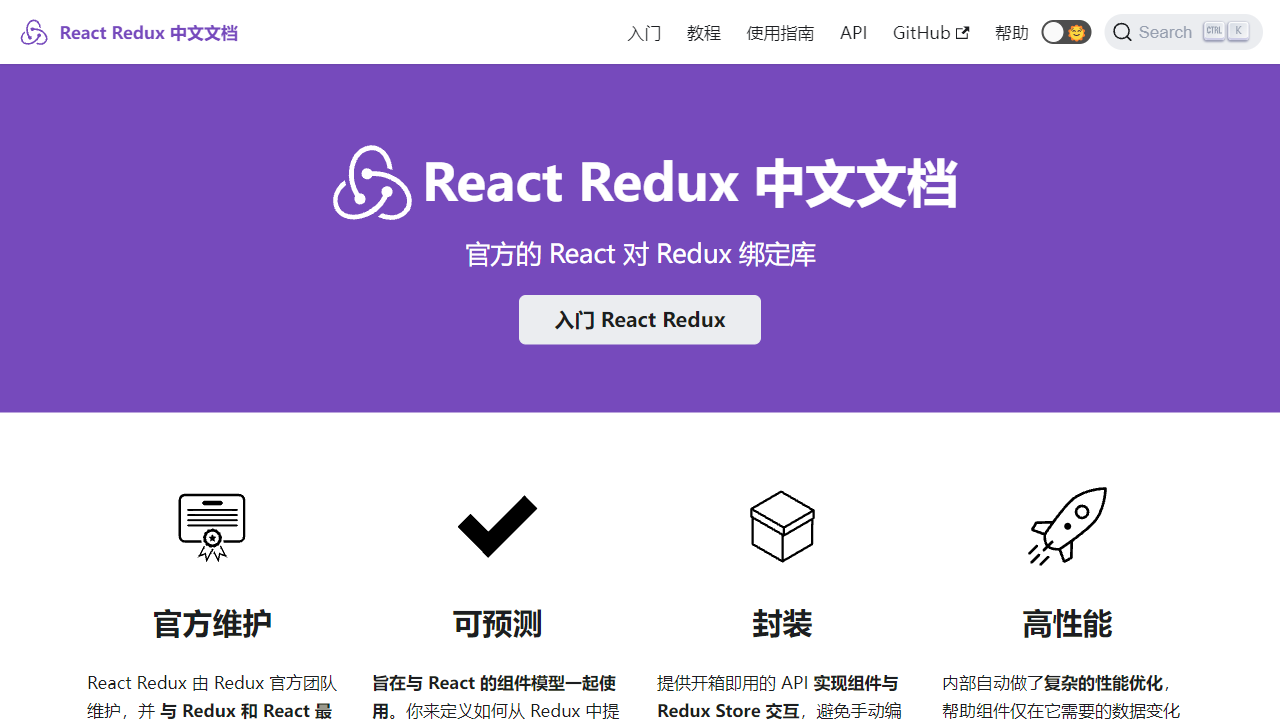 React Redux 中文文档
入门 教程 使用指南 API GitHub 帮助 Search CTRL K
React Redux 中文文档
官方的 React 对 Redux 绑定库
入门 React Redux
官方维护
React Redux 由 Redux 官方团队
维护，并 与 Redux 和 React 最
可预测
旨在与 React 的组件模型一起使
用。你来定义如何从 Redux 中提
封装
提供开箱即用的 API 实现组件与
Redux Store 交互，避免手动编
高性能
内部自动做了复杂的性能优化，
帮助组件仅在它需要的数据变化